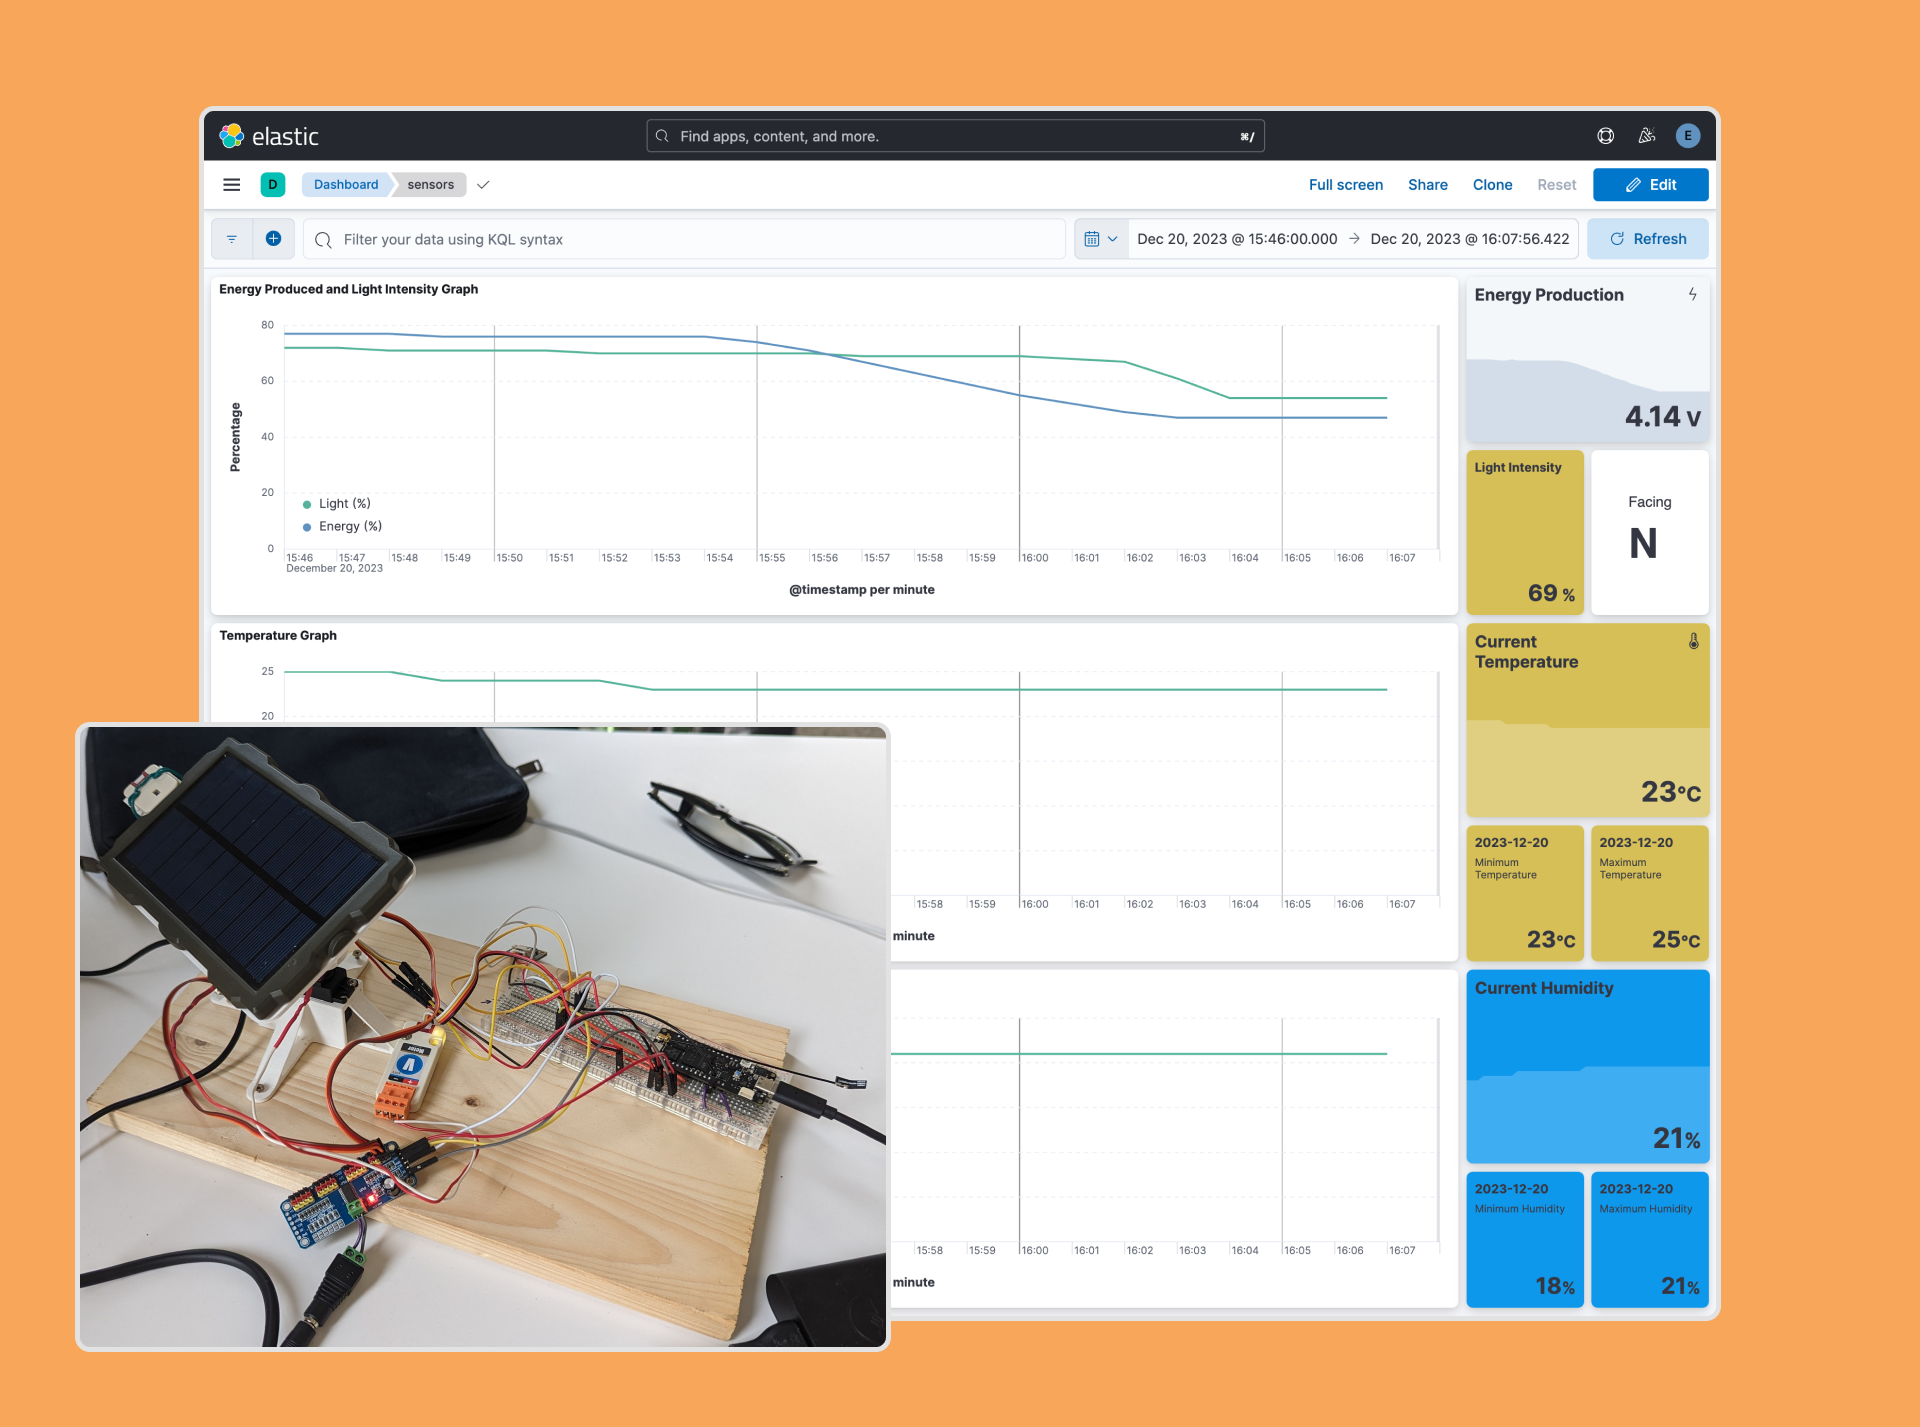 elastic
Find apps, content, and more.
⌘/
E
D
Dashboard
sensors
Full screen
Share
Clone
Reset
Edit
Filter your data using KQL syntax
Dec 20, 2023 @ 15:46:00.000 → Dec 20, 2023 @ 16:07:56.422
Refresh
Energy Produced and Light Intensity Graph
Percentage
80
60
40
20
0
Light (%)
Energy (%)
15:46 15:47 15:48 15:49 15:50 15:51 15:52 15:53 15:54 15:55 15:56 15:57 15:58 15:59 16:00 16:01 16:02 16:03 16:04 16:05 16:06 16:07
December 20, 2023
@timestamp per minute
Energy Production
4.14 V
Light Intensity
69 %
Facing
N
Temperature Graph
25
20
15:58 15:59 16:00 16:01 16:02 16:03 16:04 16:05 16:06 16:07
minute
Current
Temperature
23°C
2023-12-20
Minimum
Temperature
23°C
2023-12-20
Maximum
Temperature
25°C
15:58 15:59 16:00 16:01 16:02 16:03 16:04 16:05 16:06 16:07
minute
Current Humidity
21%
2023-12-20
Minimum Humidity
18%
2023-12-20
Maximum Humidity
21%
Motor